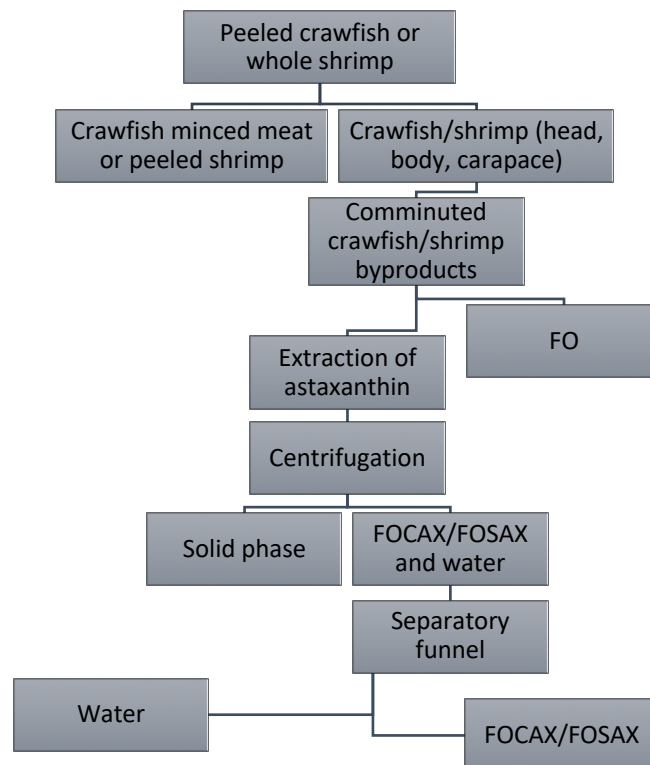 Peeled crawfish or
whole shrimp
Crawfish minced meat
or peeled shrimp
Crawfish/shrimp (head,
body, carapace)
Comminuted
crawfish/shrimp
byproducts
FO
Extraction of
astaxanthin
Centrifugation
Solid phase
FOCAX/FOSAX
and water
Separatory
funnel
Water
FOCAX/FOSAX